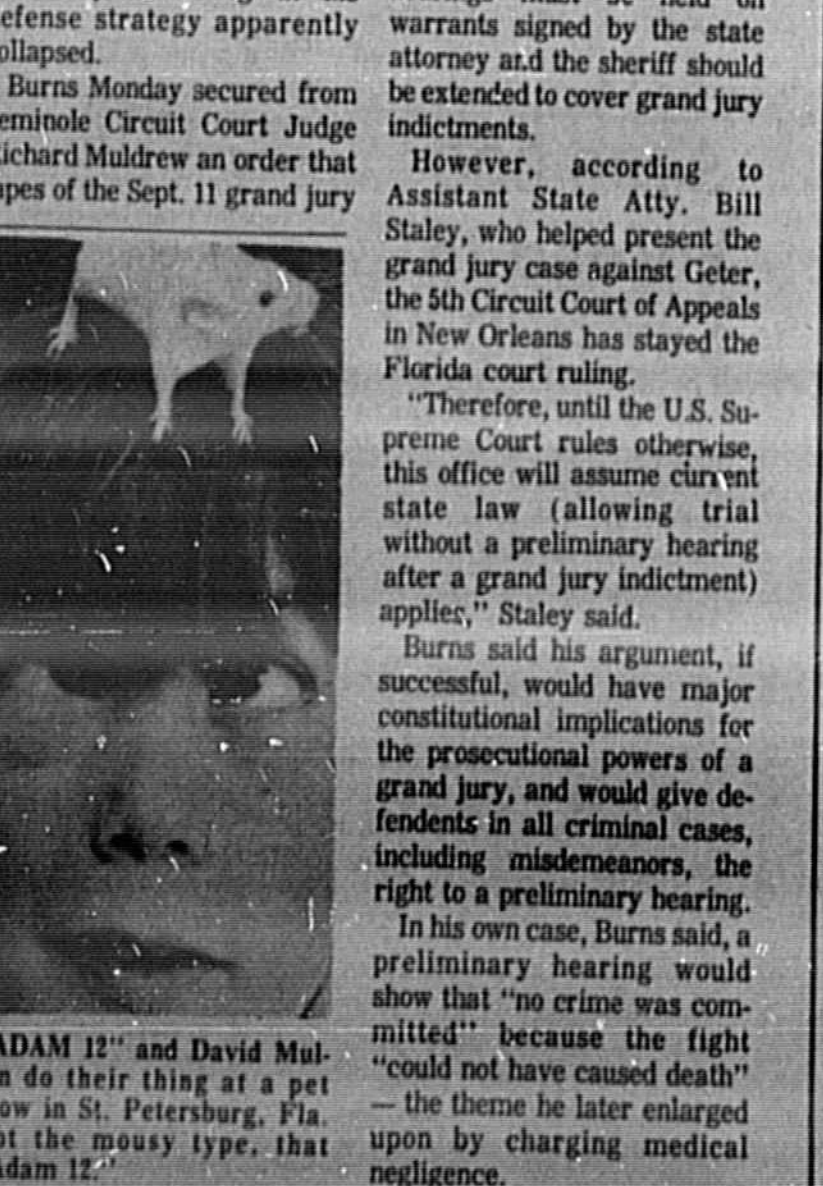 efense strategy apparently
ollapsed.
Burns Monday secured from
eminole Circuit Court Judge
ichard Muldrew an order that
apes of the Sept. 11 grand jury
ADAM 12" and David Mul-
n do their thing at a pet
ow in St. Petersburg, Fla.
ot the mousy type, that
Adam 12."
warrants signed by the state
attorney and the sheriff should
be extended to cover grand jury
indictments.
However, according to
Assistant State Atty. Bill
Staley, who helped present the
grand jury case against Geter,
the 5th Circuit Court of Appeals
in New Orleans has stayed the
Florida court ruling.
"Therefore, until the U.S. Su-
preme Court rules otherwise,
this office will assume current
state law (allowing trial
without a preliminary hearing
after a grand jury indictment)
applies," Staley said.
Burns said his argument, if
successful, would have major
constitutional implications for
the prosecutional powers of a
grand jury, and would give de-
fendents in all criminal cases,
including misdemeanors, the
right to a preliminary hearing.
In his own case, Burns said, a
preliminary hearing would
show that "no crime was com-
mitted" because the fight
"could not have caused death"
— the theme he later enlarged
upon by charging medical
negligence.